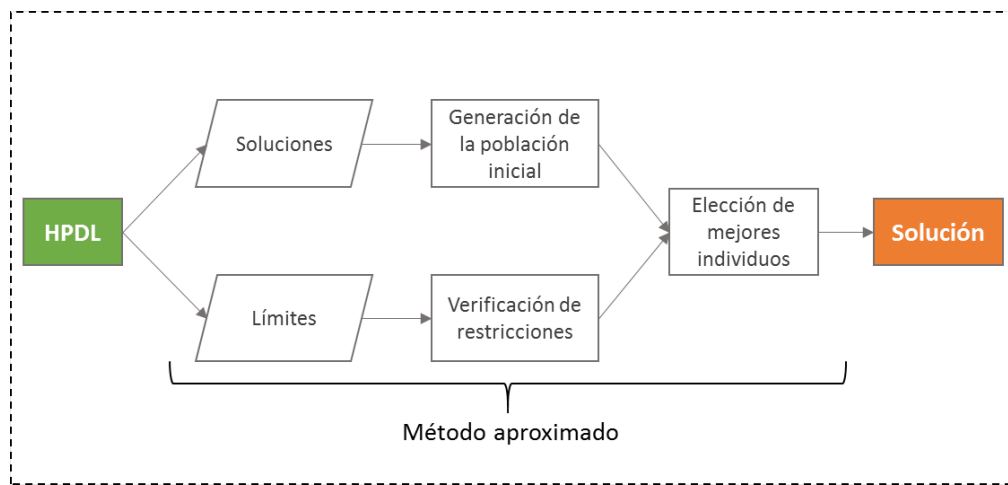 HPDL
Soluciones
Generación de
la población
inicial
Límites
Verificación de
restricciones
Elección de
mejores
individuos
Solución
Método aproximado